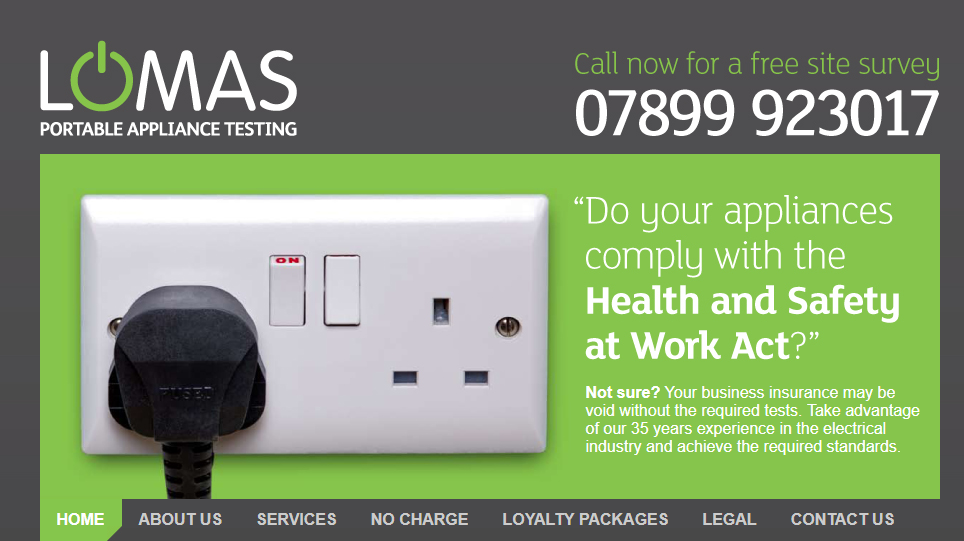 LOMAS
PORTABLE APPLIANCE TESTING
Call now for a free site survey
07899 923017
ON
FUSED
“Do your appliances
comply with the
Health and Safety
at Work Act?”
Not sure? Your business insurance may be
void without the required tests. Take advantage
of our 35 years experience in the electrical
industry and achieve the required standards.
HOME ABOUT US SERVICES NO CHARGE LOYALTY PACKAGES LEGAL CONTACT US